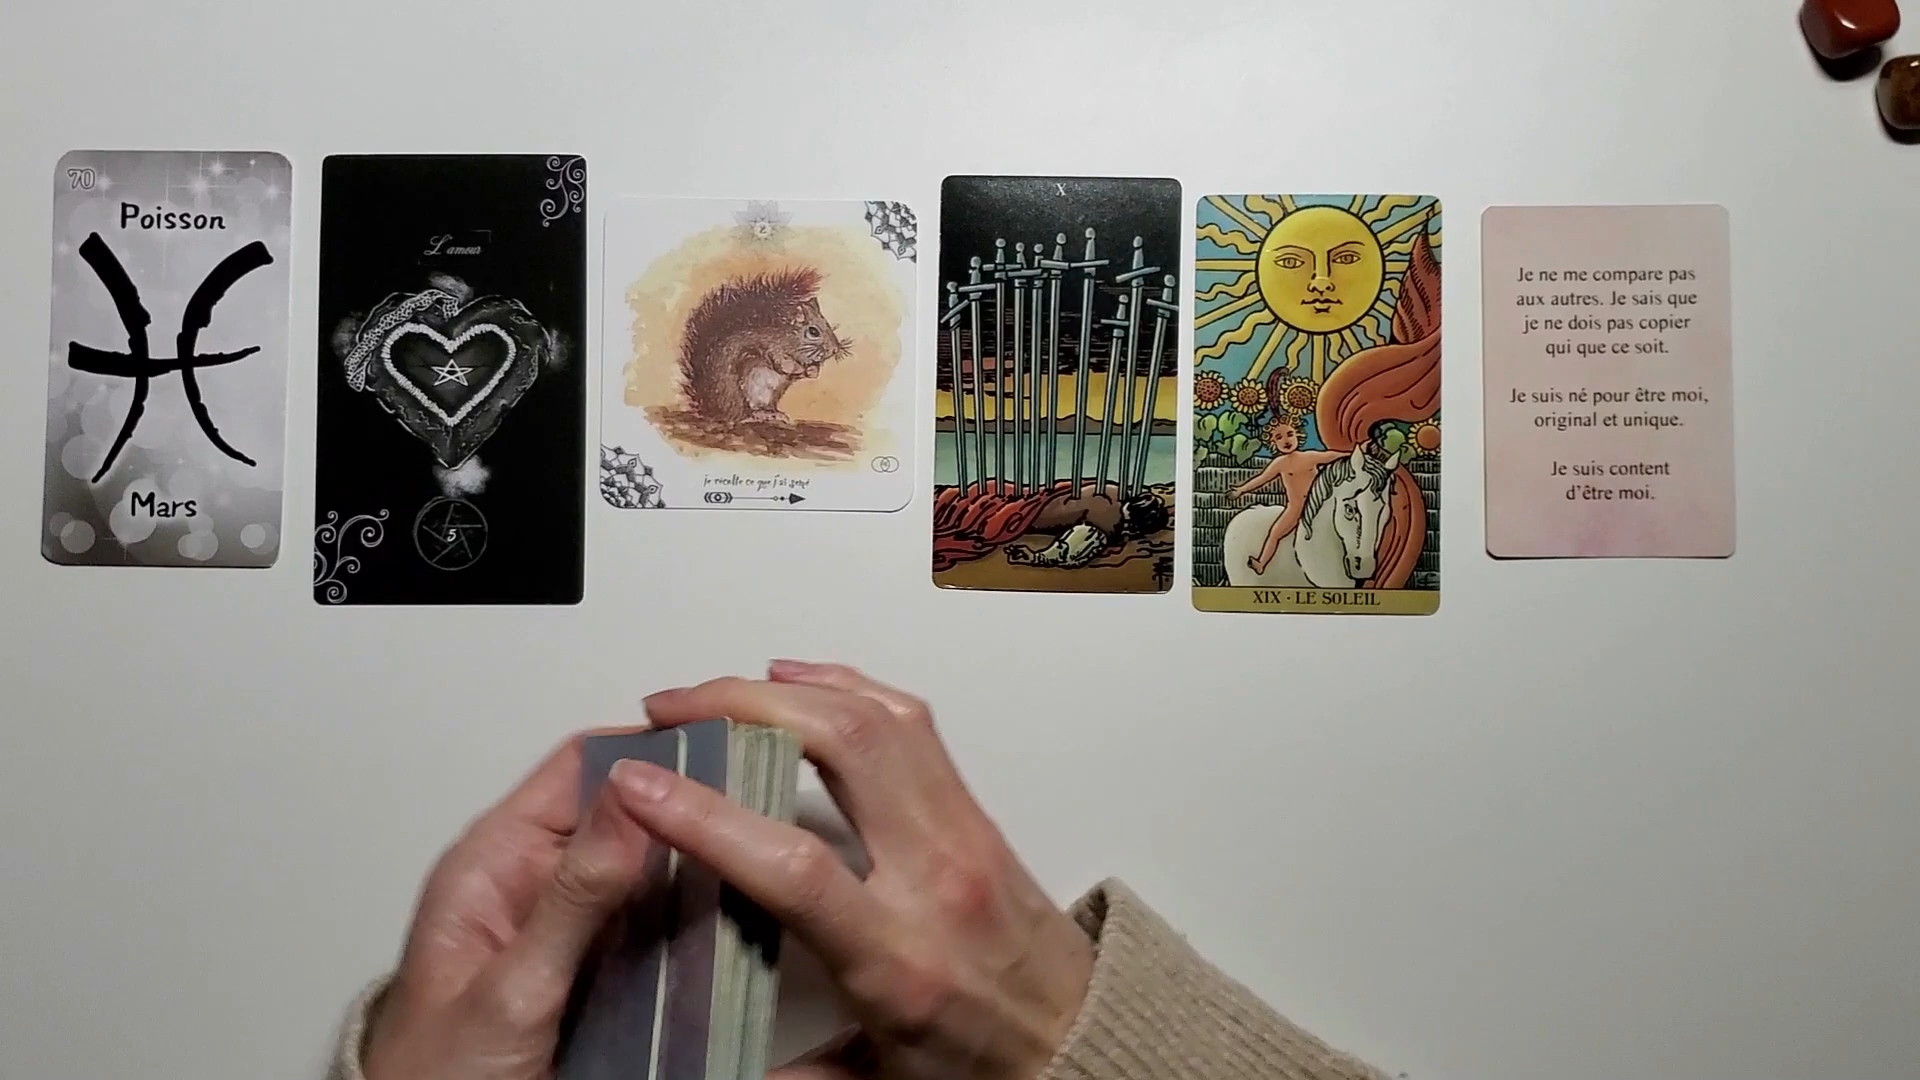 70
Poisson
Mars
L'amour
5
2
je récolte ce que j'ai semé
X
XIX · LE SOLEIL
Je ne me compare pas
aux autres. Je sais que
je ne dois pas copier
qui que ce soit.
Je suis né pour être moi,
original et unique.
Je suis content
d'être moi.